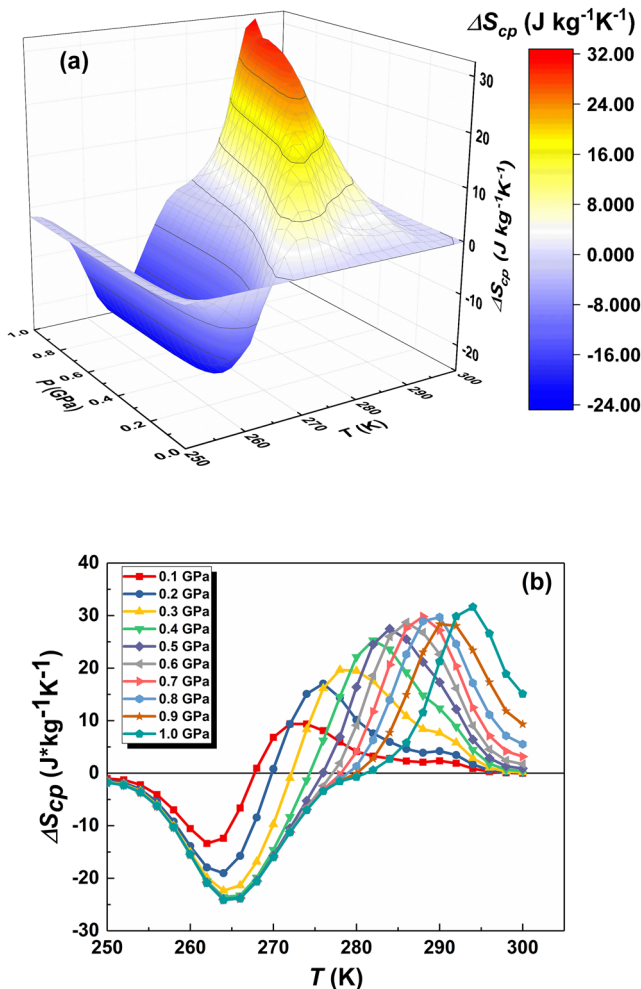 (a)
ΔS_cp (J kg⁻¹K⁻¹)
32.00
24.00
16.00
8.000
0.000
-8.000
-16.00
-24.00
30
20
10
0
-10
-20
ΔS_cp (J kg⁻¹K⁻¹)
1.0
0.8
0.6
0.4
0.2
0.0
P (GPa)
250
260
270
280
290
300
T (K)
(b)
40
30
20
10
0
-10
-20
-30
ΔS_cp (J*kg⁻¹K⁻¹)
0.1 GPa
0.2 GPa
0.3 GPa
0.4 GPa
0.5 GPa
0.6 GPa
0.7 GPa
0.8 GPa
0.9 GPa
1.0 GPa
250 260 270 280 290 300
T (K)